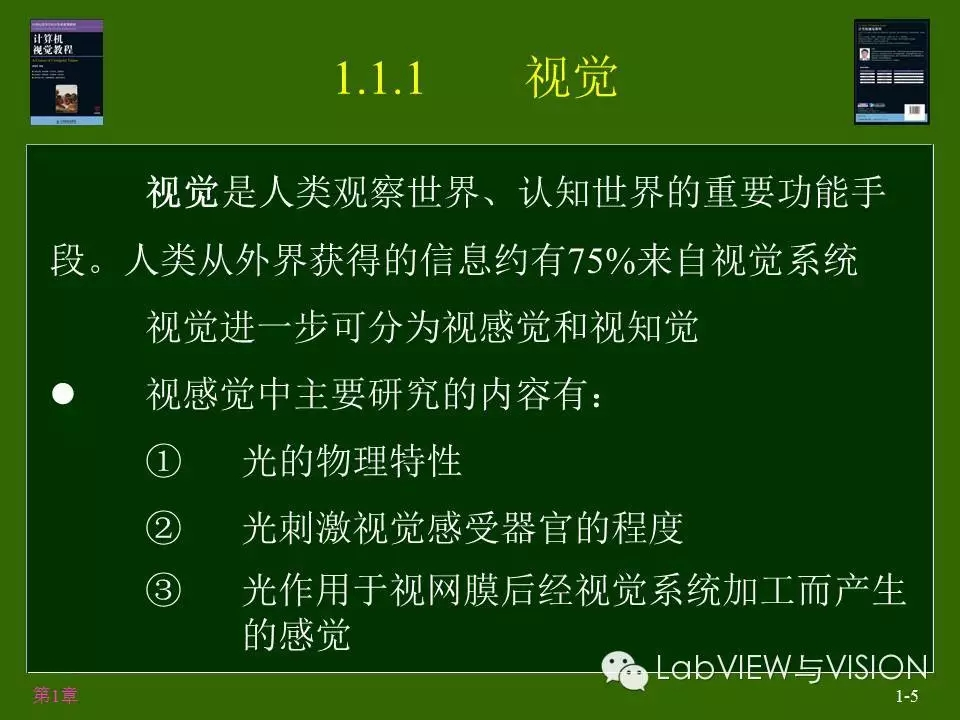 计算机
视觉教程
1.1.1 视觉
视觉是人类观察世界、认知世界的重要功能手
段。人类从外界获得的信息约有75%来自视觉系统
视觉进一步可分为视感觉和视知觉
● 视感觉中主要研究的内容有：
① 光的物理特性
② 光刺激视觉感受器官的程度
③ 光作用于视网膜后经视觉系统加工而产生
的感觉
LabVIEW与VISION
第1章
1-5